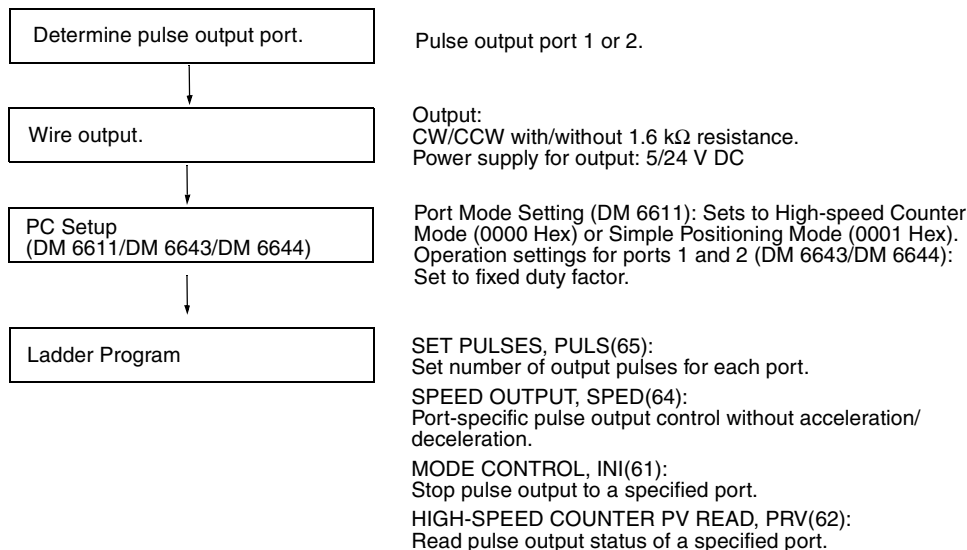 Determine pulse output port.
Pulse output port 1 or 2.
Wire output.
Output:
CW/CCW with/without 1.6 kΩ resistance.
Power supply for output: 5/24 V DC
PC Setup
(DM 6611/DM 6643/DM 6644)
Port Mode Setting (DM 6611): Sets to High-speed Counter
Mode (0000 Hex) or Simple Positioning Mode (0001 Hex).
Operation settings for ports 1 and 2 (DM 6643/DM 6644):
Set to fixed duty factor.
Ladder Program
SET PULSES, PULS(65):
Set number of output pulses for each port.
SPEED OUTPUT, SPED(64):
Port-specific pulse output control without acceleration/
deceleration.
MODE CONTROL, INI(61):
Stop pulse output to a specified port.
HIGH-SPEED COUNTER PV READ, PRV(62):
Read pulse output status of a specified port.